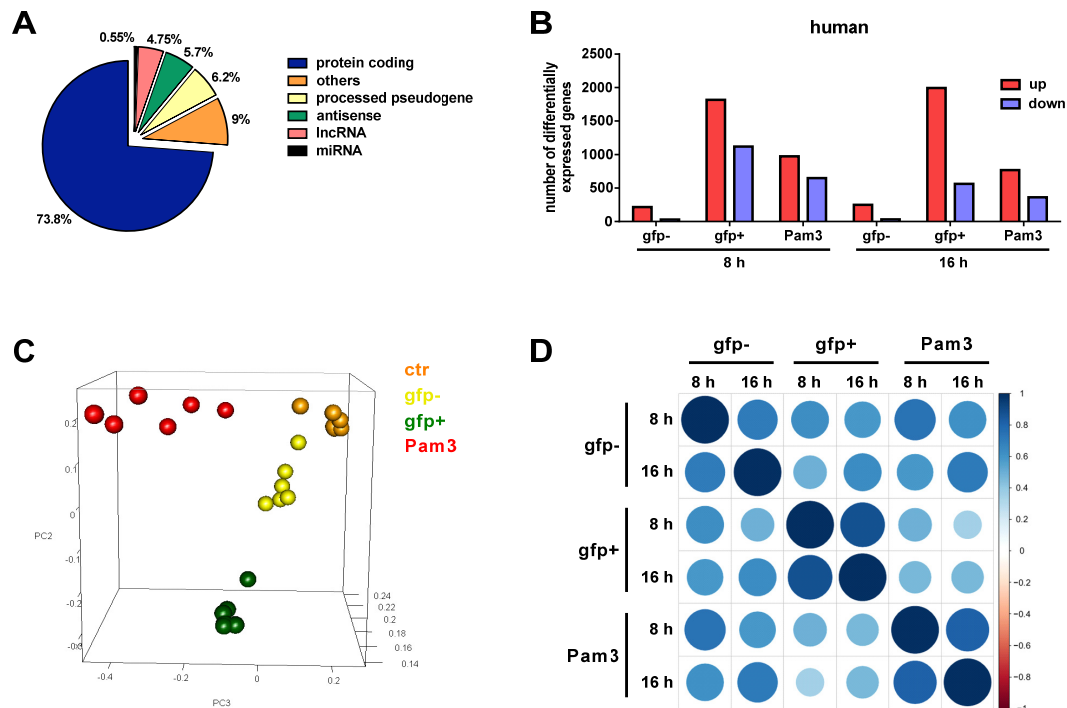 A
0.55%
4.75%
5.7%
6.2%
9%
73.8%
protein coding
others
processed pseudogene
antisense
lncRNA
miRNA
B
human
number of differentially
expressed genes
2500
2000
1500
1000
500
0
up
down
gfp- gfp+ Pam3 gfp- gfp+ Pam3
8 h 16 h
C
ctr
gfp-
gfp+
Pam3
0.2
0.1
0
-0.1
-0.2
PC2
0.24
0.22
0.2
0.18
0.16
0.14
-0.4 -0.2 0 0.2
PC3
D
gfp- gfp+ Pam3
8 h 16 h 8 h 16 h 8 h 16 h
gfp-
8 h
16 h
gfp+
8 h
16 h
Pam3
8 h
16 h
1
0.8
0.6
0.4
0.2
0
-0.2
-0.4
-0.6
-0.8
-1